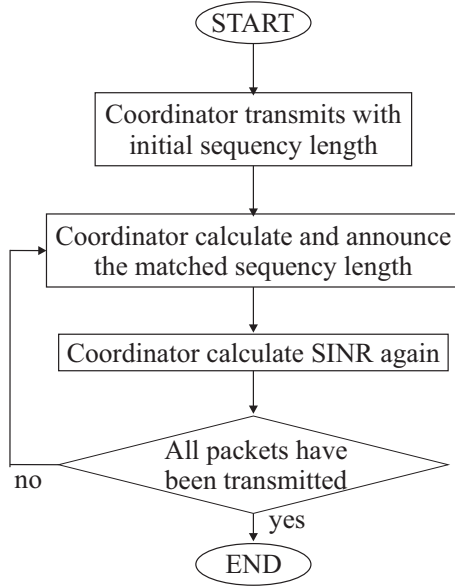 START
Coordinator transmits with
initial sequency length
Coordinator calculate and announce
the matched sequency length
Coordinator calculate SINR again
All packets have
been transmitted
no
yes
END